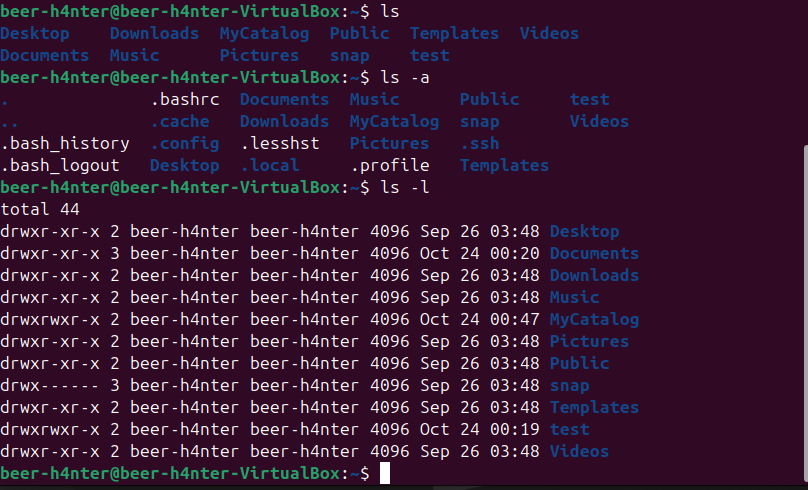 beer-h4nter@beer-h4nter-VirtualBox:~$ ls
Desktop    Downloads  MyCatalog  Public  Templates  Videos
Documents  Music      Pictures   snap    test
beer-h4nter@beer-h4nter-VirtualBox:~$ ls -a
.              .bashrc  Documents  Music      Public     test
..             .cache   Downloads  MyCatalog  snap       Videos
.bash_history  .config  .lesshst   Pictures   .ssh
.bash_logout   Desktop  .local     .profile   Templates
beer-h4nter@beer-h4nter-VirtualBox:~$ ls -l
total 44
drwxr-xr-x 2 beer-h4nter beer-h4nter 4096 Sep 26 03:48 Desktop
drwxr-xr-x 3 beer-h4nter beer-h4nter 4096 Oct 24 00:20 Documents
drwxr-xr-x 2 beer-h4nter beer-h4nter 4096 Sep 26 03:48 Downloads
drwxr-xr-x 2 beer-h4nter beer-h4nter 4096 Sep 26 03:48 Music
drwxrwxr-x 2 beer-h4nter beer-h4nter 4096 Oct 24 00:47 MyCatalog
drwxr-xr-x 2 beer-h4nter beer-h4nter 4096 Sep 26 03:48 Pictures
drwxr-xr-x 2 beer-h4nter beer-h4nter 4096 Sep 26 03:48 Public
drwx------ 3 beer-h4nter beer-h4nter 4096 Sep 26 03:48 snap
drwxr-xr-x 2 beer-h4nter beer-h4nter 4096 Sep 26 03:48 Templates
drwxrwxr-x 2 beer-h4nter beer-h4nter 4096 Oct 24 00:19 test
drwxr-xr-x 2 beer-h4nter beer-h4nter 4096 Sep 26 03:48 Videos
beer-h4nter@beer-h4nter-VirtualBox:~$